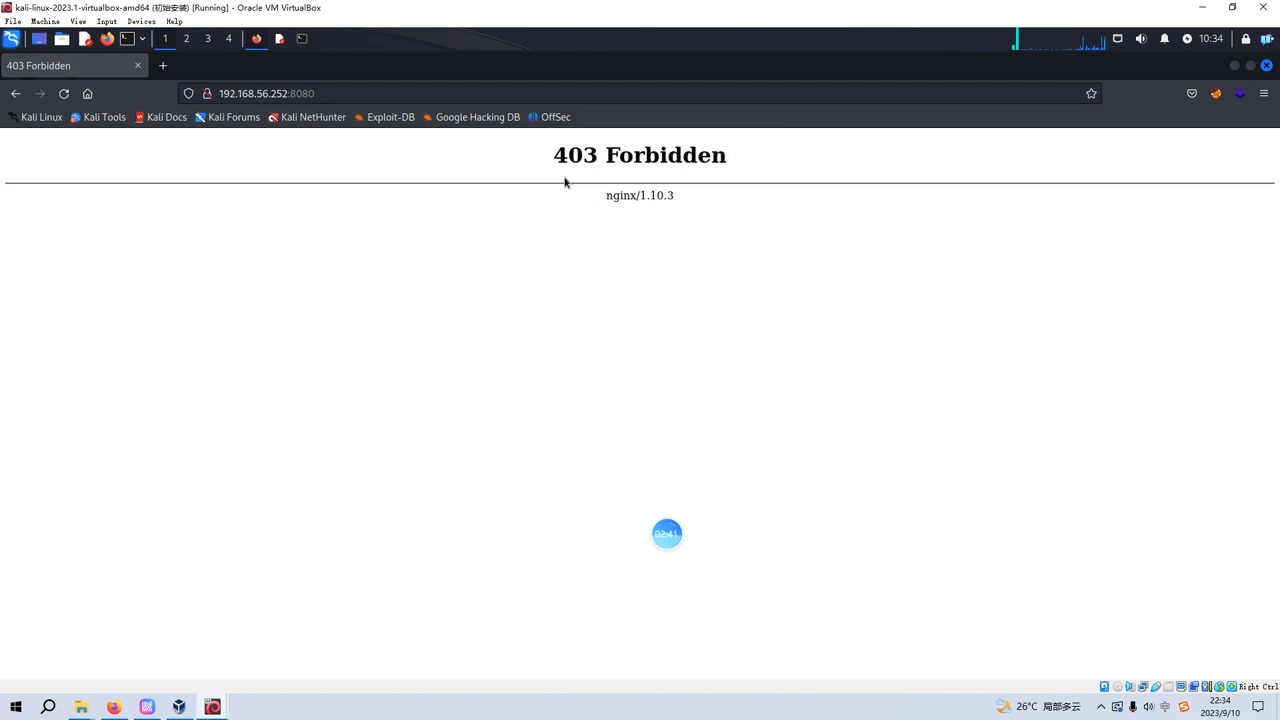 kali-linux-2023.1-virtualbox-amd64 (初始安装) [Running] - Oracle VM VirtualBox
File Machine View Input Devices Help
1 2 3 4 10:34
403 Forbidden
192.168.56.252:8080
Kali Linux Kali Tools Kali Docs Kali Forums Kali NetHunter Exploit-DB Google Hacking DB OffSec
403 Forbidden
nginx/1.10.3
02:41
Right Ctrl
26°C 局部多云 中 22:34
2023/9/10